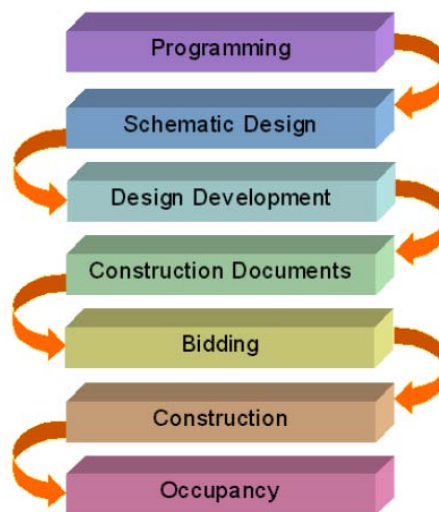 Programming
Schematic Design
Design Development
Construction Documents
Bidding
Construction
Occupancy